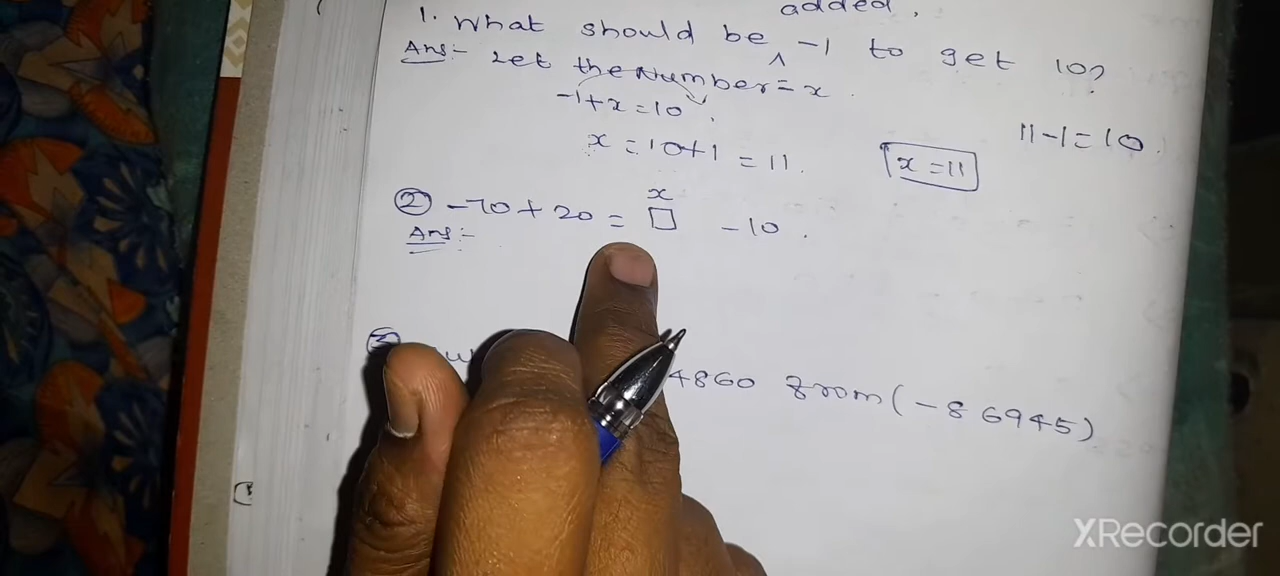 added.
1. What should be ^ -1 to get 10?
Ans:- Let the number = x
-1+x=10.
x = 10+1 = 11.
x = 11
11-1=10.
x
② -70+20 = □ -10.
Ans:-
③
4860 from (-86945)
XRecorder